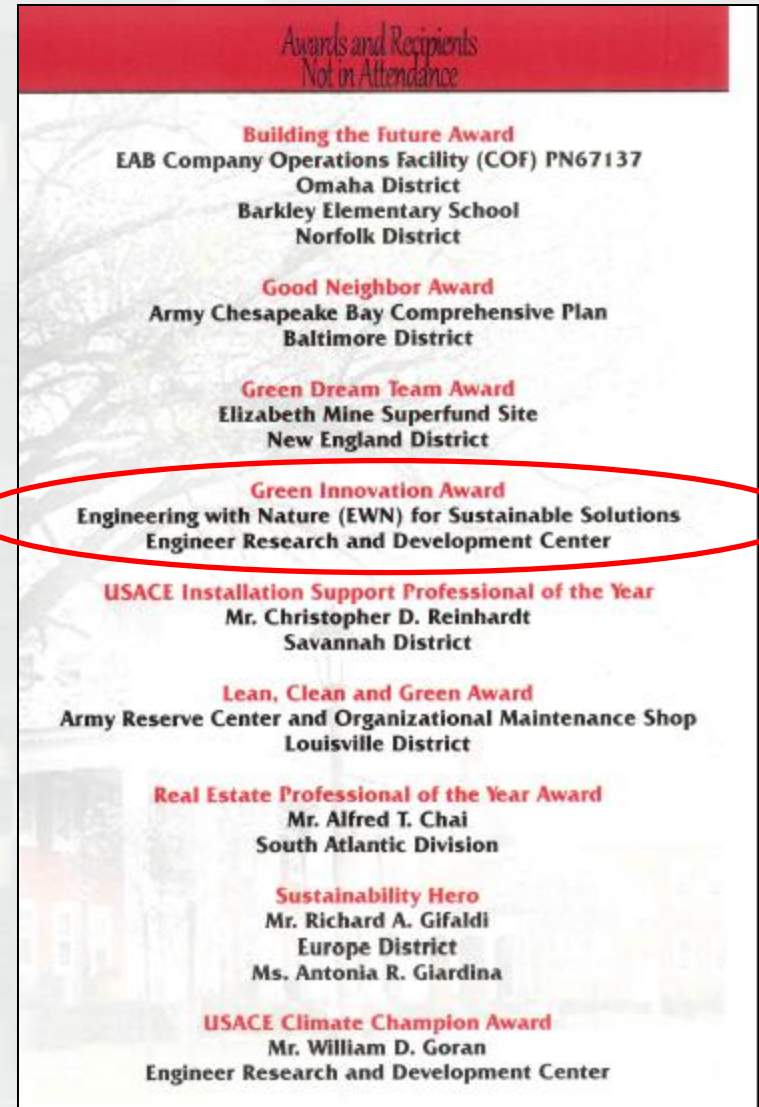 Awards and Recipients
Not in Attendance
Building the Future Award
EAB Company Operations Facility (COF) PN67137
Omaha District
Barkley Elementary School
Norfolk District
Good Neighbor Award
Army Chesapeake Bay Comprehensive Plan
Baltimore District
Green Dream Team Award
Elizabeth Mine Superfund Site
New England District
Green Innovation Award
Engineering with Nature (EWN) for Sustainable Solutions
Engineer Research and Development Center
USACE Installation Support Professional of the Year
Mr. Christopher D. Reinhardt
Savannah District
Lean, Clean and Green Award
Army Reserve Center and Organizational Maintenance Shop
Louisville District
Real Estate Professional of the Year Award
Mr. Alfred T. Chai
South Atlantic Division
Sustainability Hero
Mr. Richard A. Gifaldi
Europe District
Ms. Antonia R. Giardina
USACE Climate Champion Award
Mr. William D. Goran
Engineer Research and Development Center